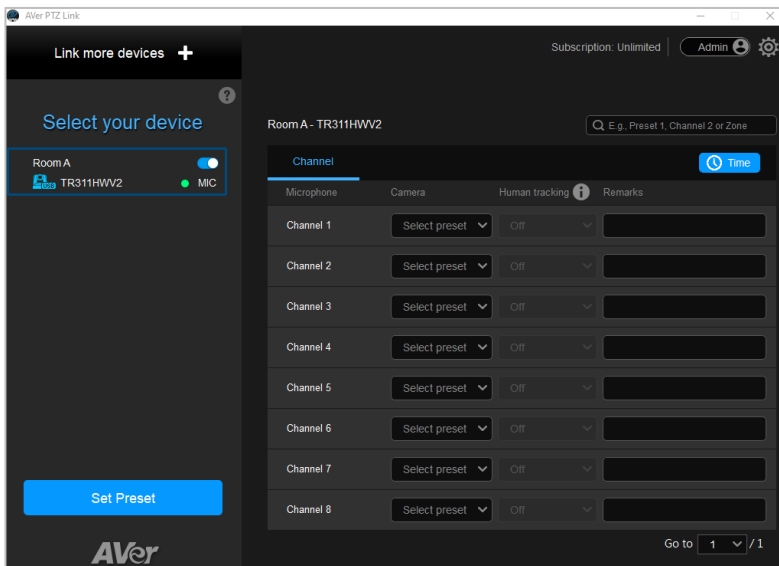 AVer PTZ Link
Link more devices +
Subscription: Unlimited
Admin
?
Select your device
Room A
USB TR311HWV2
MIC
Room A - TR311HWV2
E.g., Preset 1, Channel 2 or Zone
Channel
Time
Microphone Camera Human tracking i Remarks
Channel 1 Select preset Off
Channel 2 Select preset Off
Channel 3 Select preset Off
Channel 4 Select preset Off
Channel 5 Select preset Off
Channel 6 Select preset Off
Channel 7 Select preset Off
Channel 8 Select preset Off
Set Preset
Go to 1 / 1
AVer